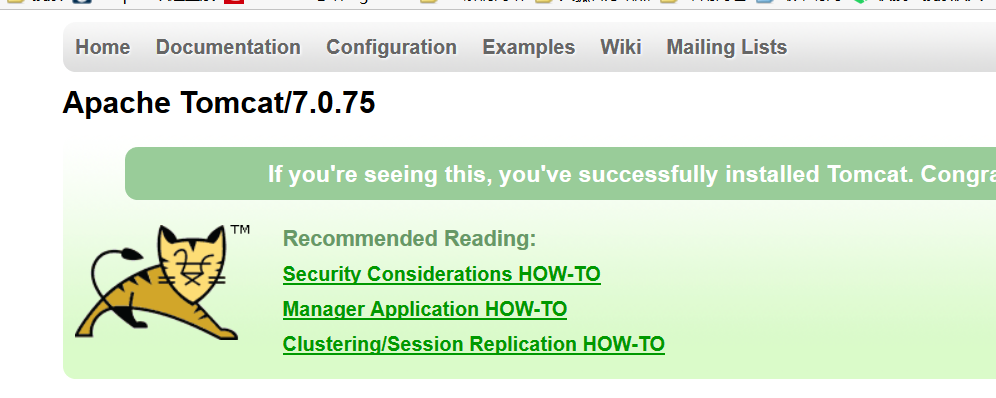 Home Documentation Configuration Examples Wiki Mailing Lists
Apache Tomcat/7.0.75
If you're seeing this, you've successfully installed Tomcat. Congra
TM
Recommended Reading:
Security Considerations HOW-TO
Manager Application HOW-TO
Clustering/Session Replication HOW-TO